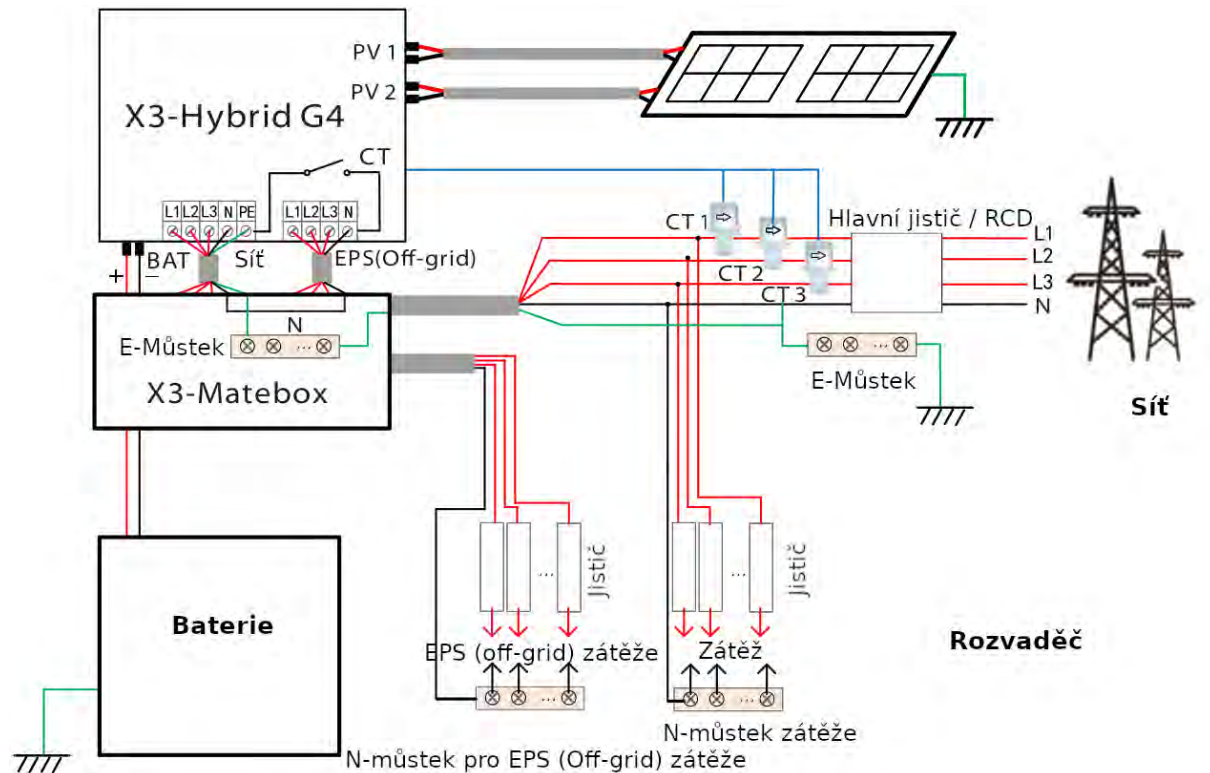 PV 1
PV 2
X3-Hybrid G4
CT
L1 L2 L3 N PE
L1 L2 L3 N
+
BAT
–
Síť
EPS(Off-grid)
CT 1
CT 2
CT 3
Hlavní jistič / RCD
L1
L2
L3
N
N
E-Můstek
...
X3-Matebox
...
E-Můstek
Síť
...
Jistič
...
Jistič
Baterie
EPS (off-grid) zátěže
Zátěž
Rozvaděč
...
...
N-můstek zátěže
N-můstek pro EPS (Off-grid) zátěže